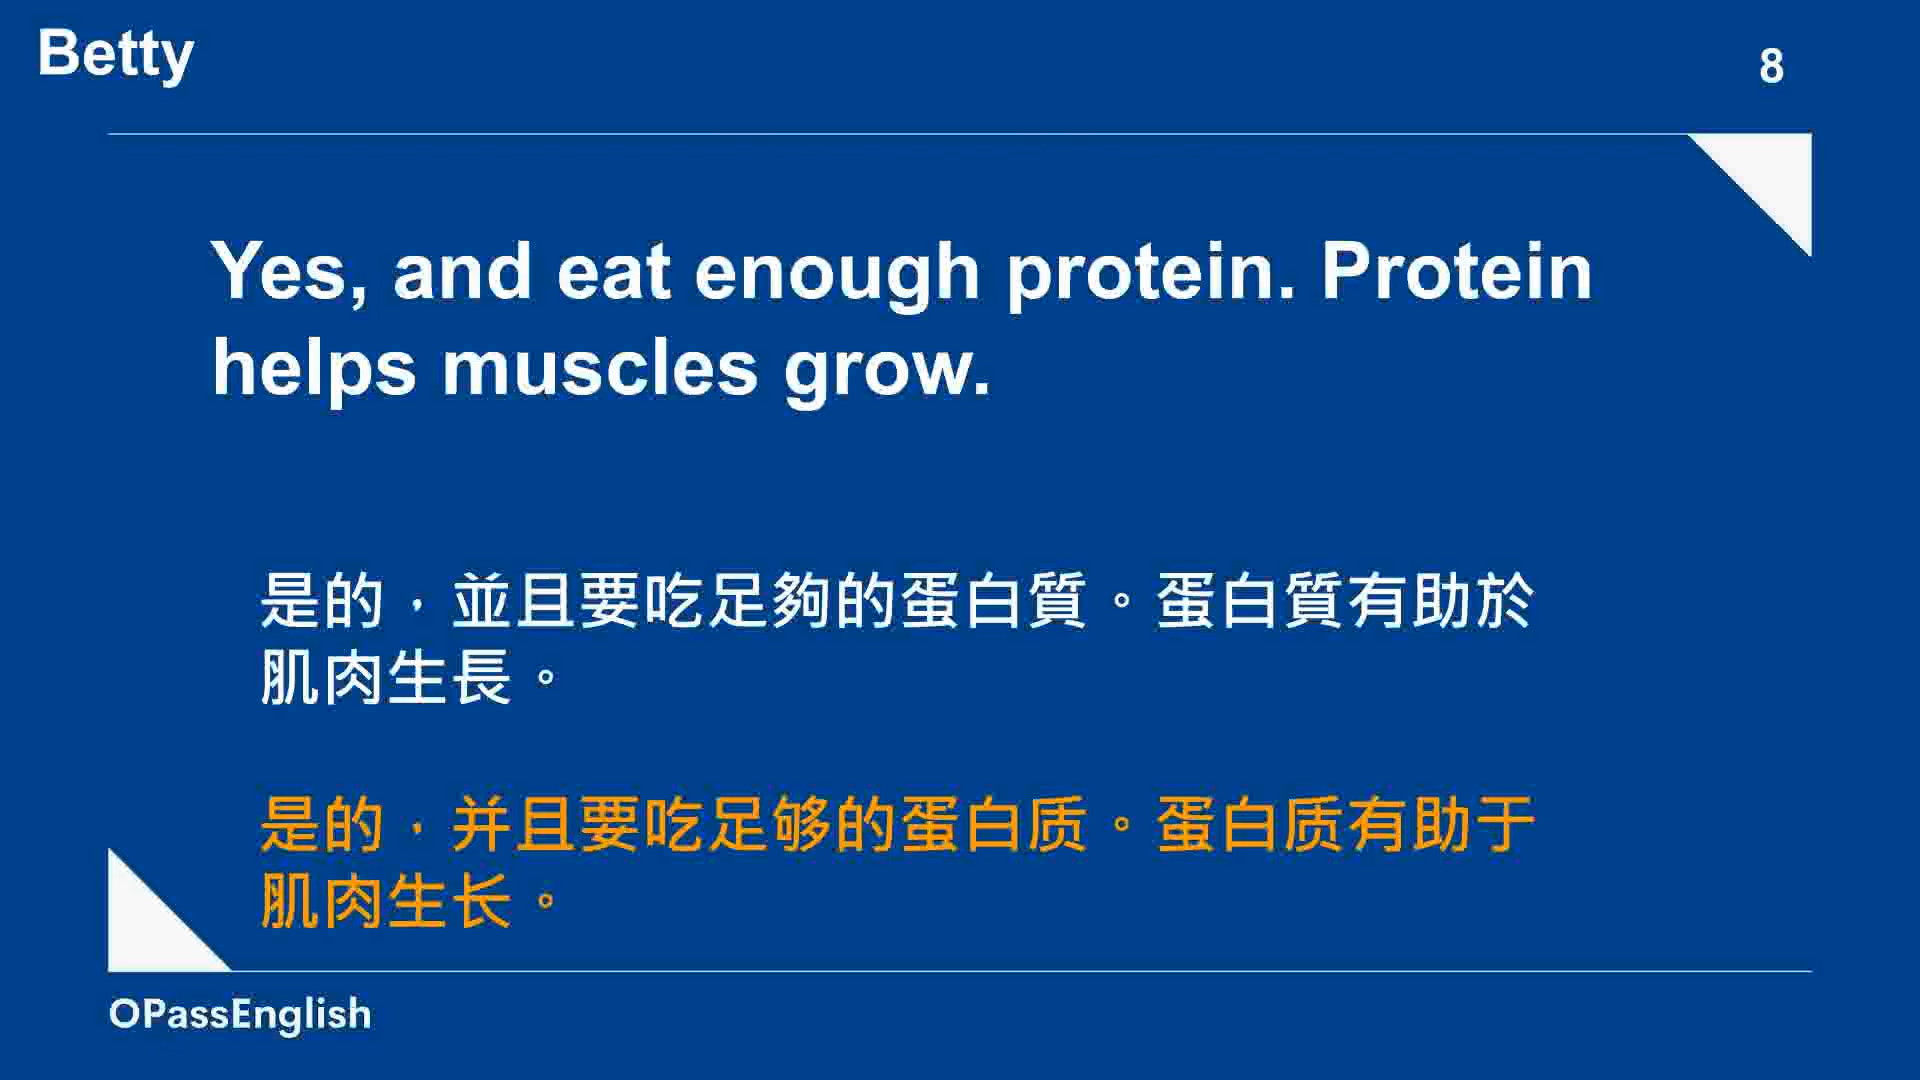 Betty
8
Yes, and eat enough protein. Protein
helps muscles grow.
是的，並且要吃足夠的蛋白質。蛋白質有助於
肌肉生長。
是的，并且要吃足够的蛋白质。蛋白质有助于
肌肉生长。
OPassEnglish